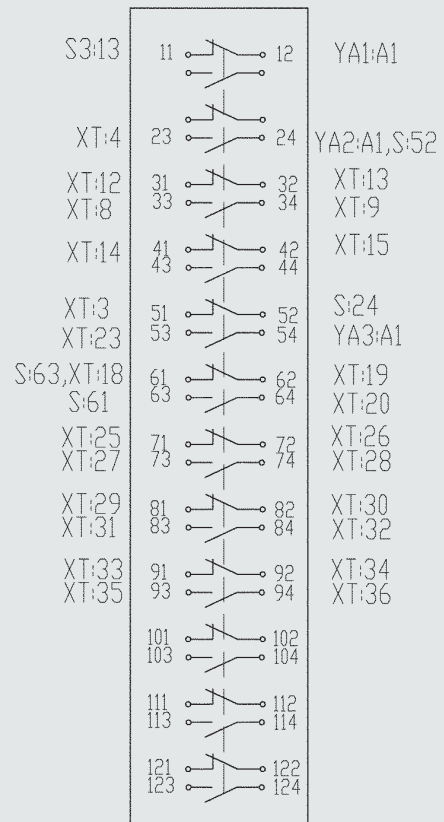 S3:13 11 12 YA1:A1
XT:4 23 24 YA2:A1,S:52
XT:12 31 32 XT:13
XT:8 33 34 XT:9
XT:14 41 42 XT:15
43 44
XT:3 51 52 S:24
XT:23 53 54 YA3:A1
S:63,XT:18 61 62 XT:19
S:61 63 64 XT:20
XT:25 71 72 XT:26
XT:27 73 74 XT:28
XT:29 81 82 XT:30
XT:31 83 84 XT:32
XT:33 91 92 XT:34
XT:35 93 94 XT:36
101 102
103 104
111 112
113 114
121 122
123 124